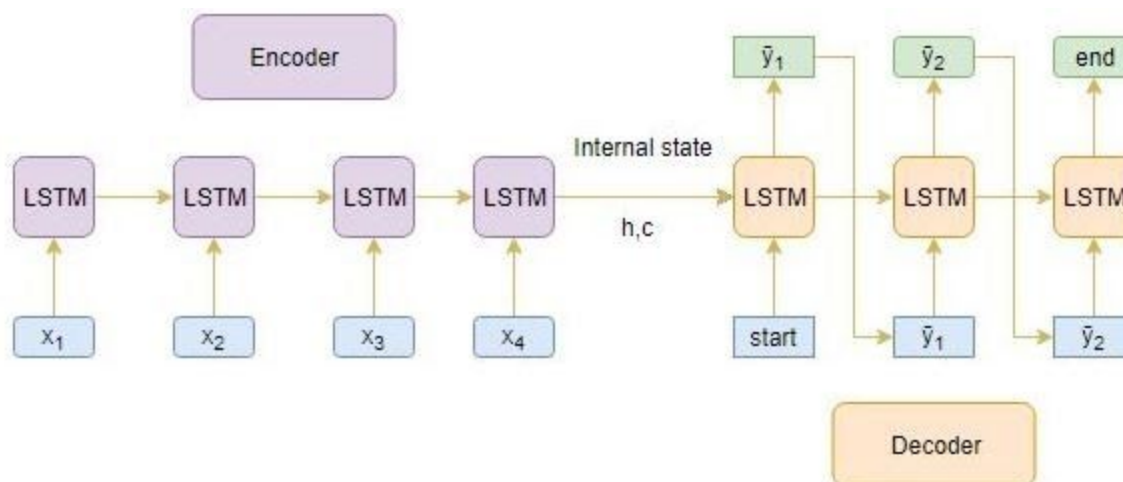 Encoder
ȳ₁ ȳ₂ end
Internal state
LSTM LSTM LSTM LSTM LSTM LSTM LSTM
h,c
x₁ x₂ x₃ x₄ start ȳ₁ ȳ₂
Decoder